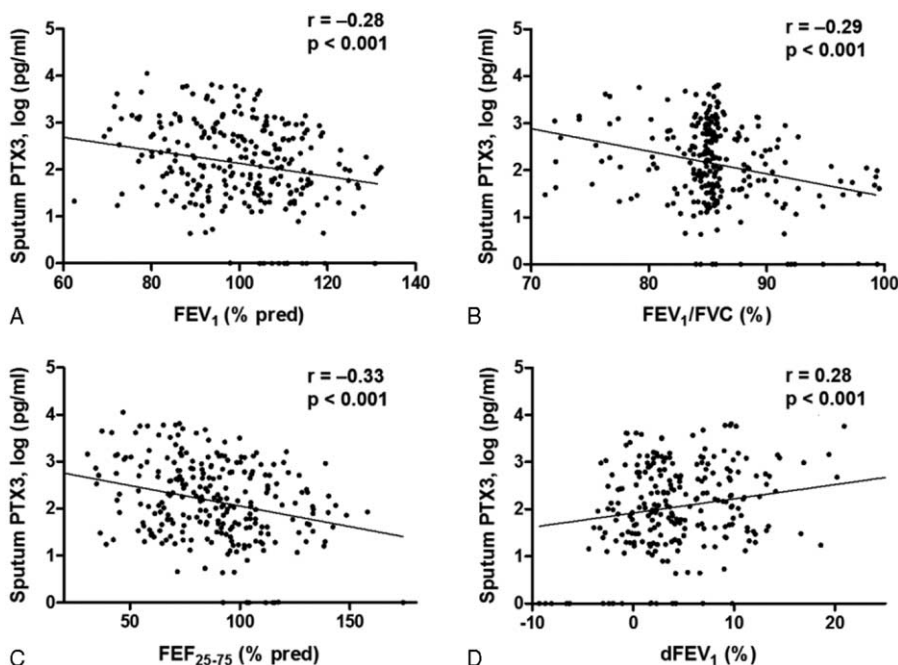 r = –0.28
p < 0.001
Sputum PTX3, log (pg/ml)
5
4
3
2
1
0
60 80 100 120 140
A
FEV1 (% pred)
r = –0.29
p < 0.001
Sputum PTX3, log (pg/ml)
5
4
3
2
1
0
70 80 90 100
B
FEV1/FVC (%)
r = –0.33
p < 0.001
Sputum PTX3, log (pg/ml)
5
4
3
2
1
0
50 100 150
C
FEF25-75 (% pred)
r = 0.28
p < 0.001
Sputum PTX3, log (pg/ml)
5
4
3
2
1
0
-10 0 10 20
D
dFEV1 (%)